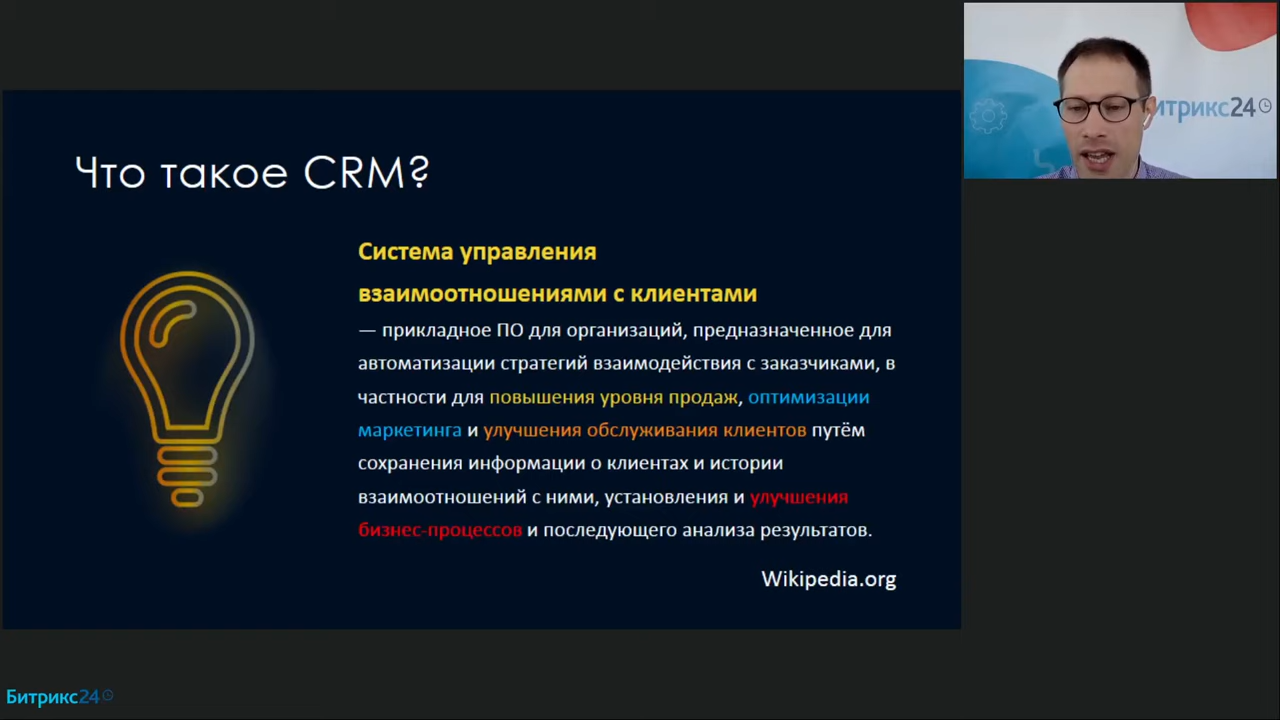 Что такое CRM?
Система управления
взаимоотношениями с клиентами
— прикладное ПО для организаций, предназначенное для
автоматизации стратегий взаимодействия с заказчиками, в
частности для повышения уровня продаж, оптимизации
маркетинга и улучшения обслуживания клиентов путём
сохранения информации о клиентах и истории
взаимоотношений с ними, установления и улучшения
бизнес-процессов и последующего анализа результатов.
Wikipedia.org
итрикс24
Битрикс24